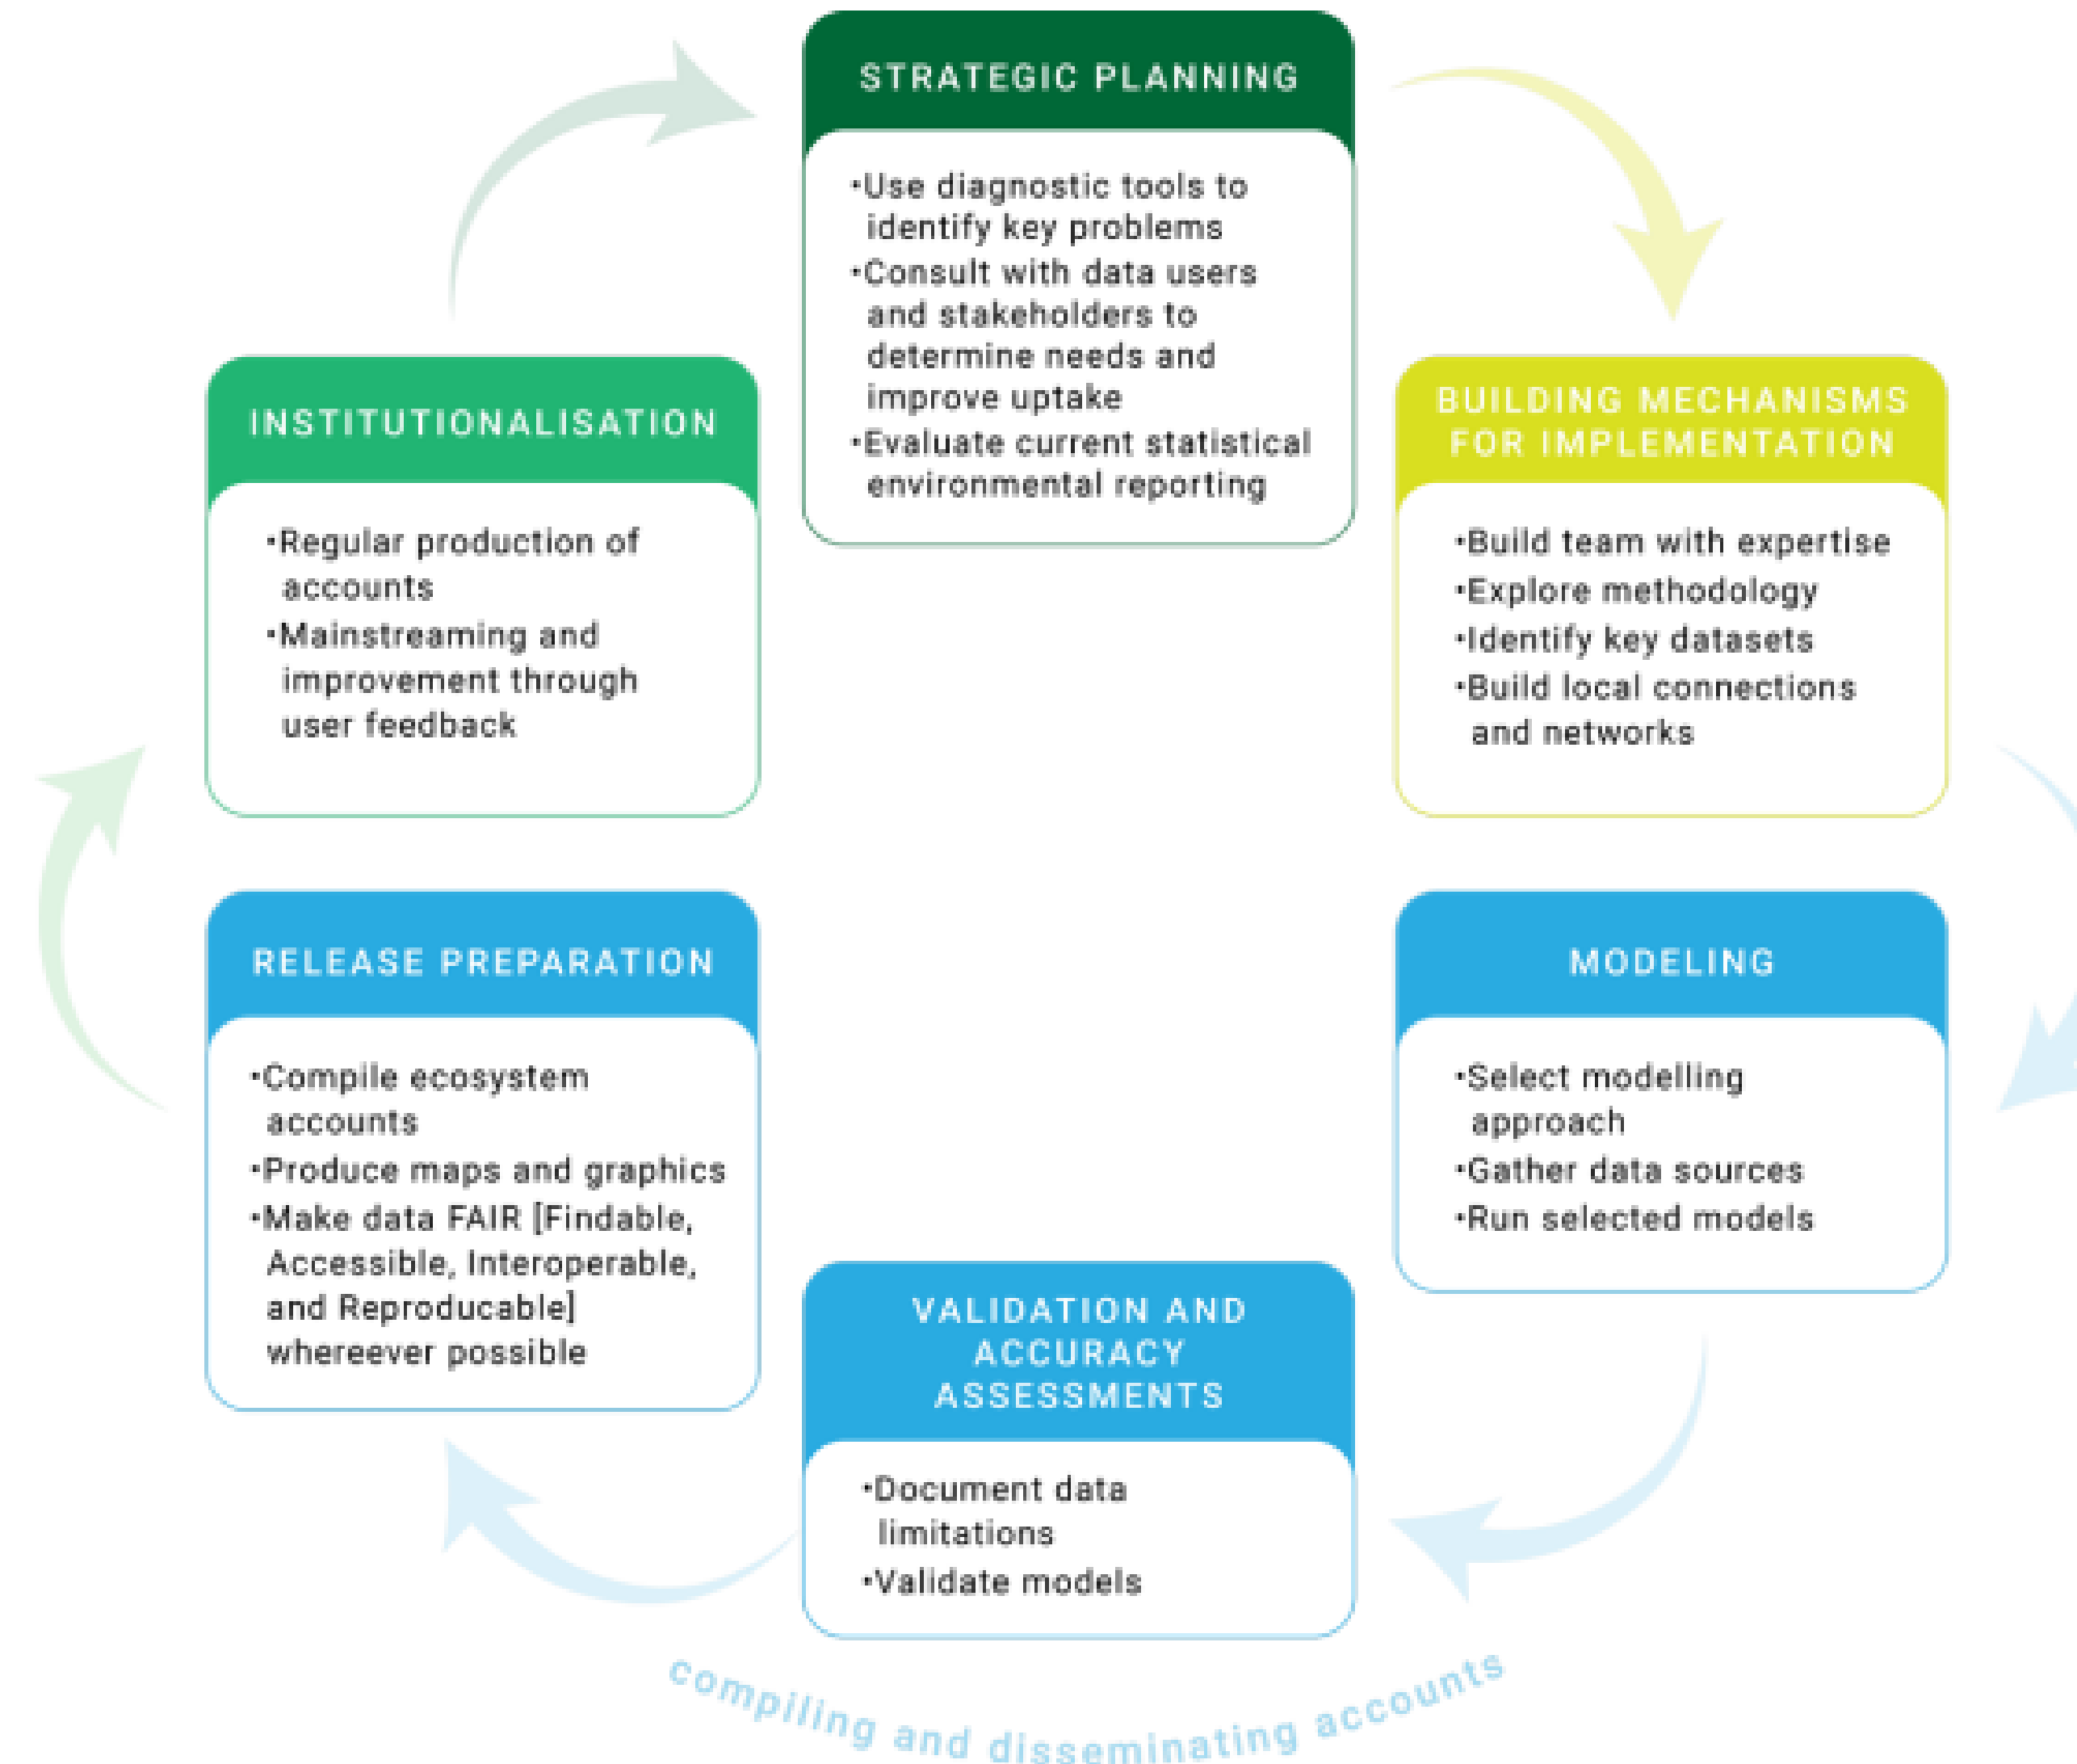 STRATEGIC PLANNING
•Use diagnostic tools to
identify key problems
•Consult with data users
and stakeholders to
determine needs and
improve uptake
•Evaluate current statistical
environmental reporting
BUILDING MECHANISMS
FOR IMPLEMENTATION
•Build team with expertise
•Explore methodology
•Identify key datasets
•Build local connections
and networks
MODELING
•Select modelling
approach
•Gather data sources
•Run selected models
VALIDATION AND
ACCURACY
ASSESSMENTS
•Document data
limitations
•Validate models
RELEASE PREPARATION
•Compile ecosystem
accounts
•Produce maps and graphics
•Make data FAIR [Findable,
Accessible, Interoperable,
and Reproducable]
whereever possible
INSTITUTIONALISATION
•Regular production of
accounts
•Mainstreaming and
improvement through
user feedback
compiling and disseminating accounts